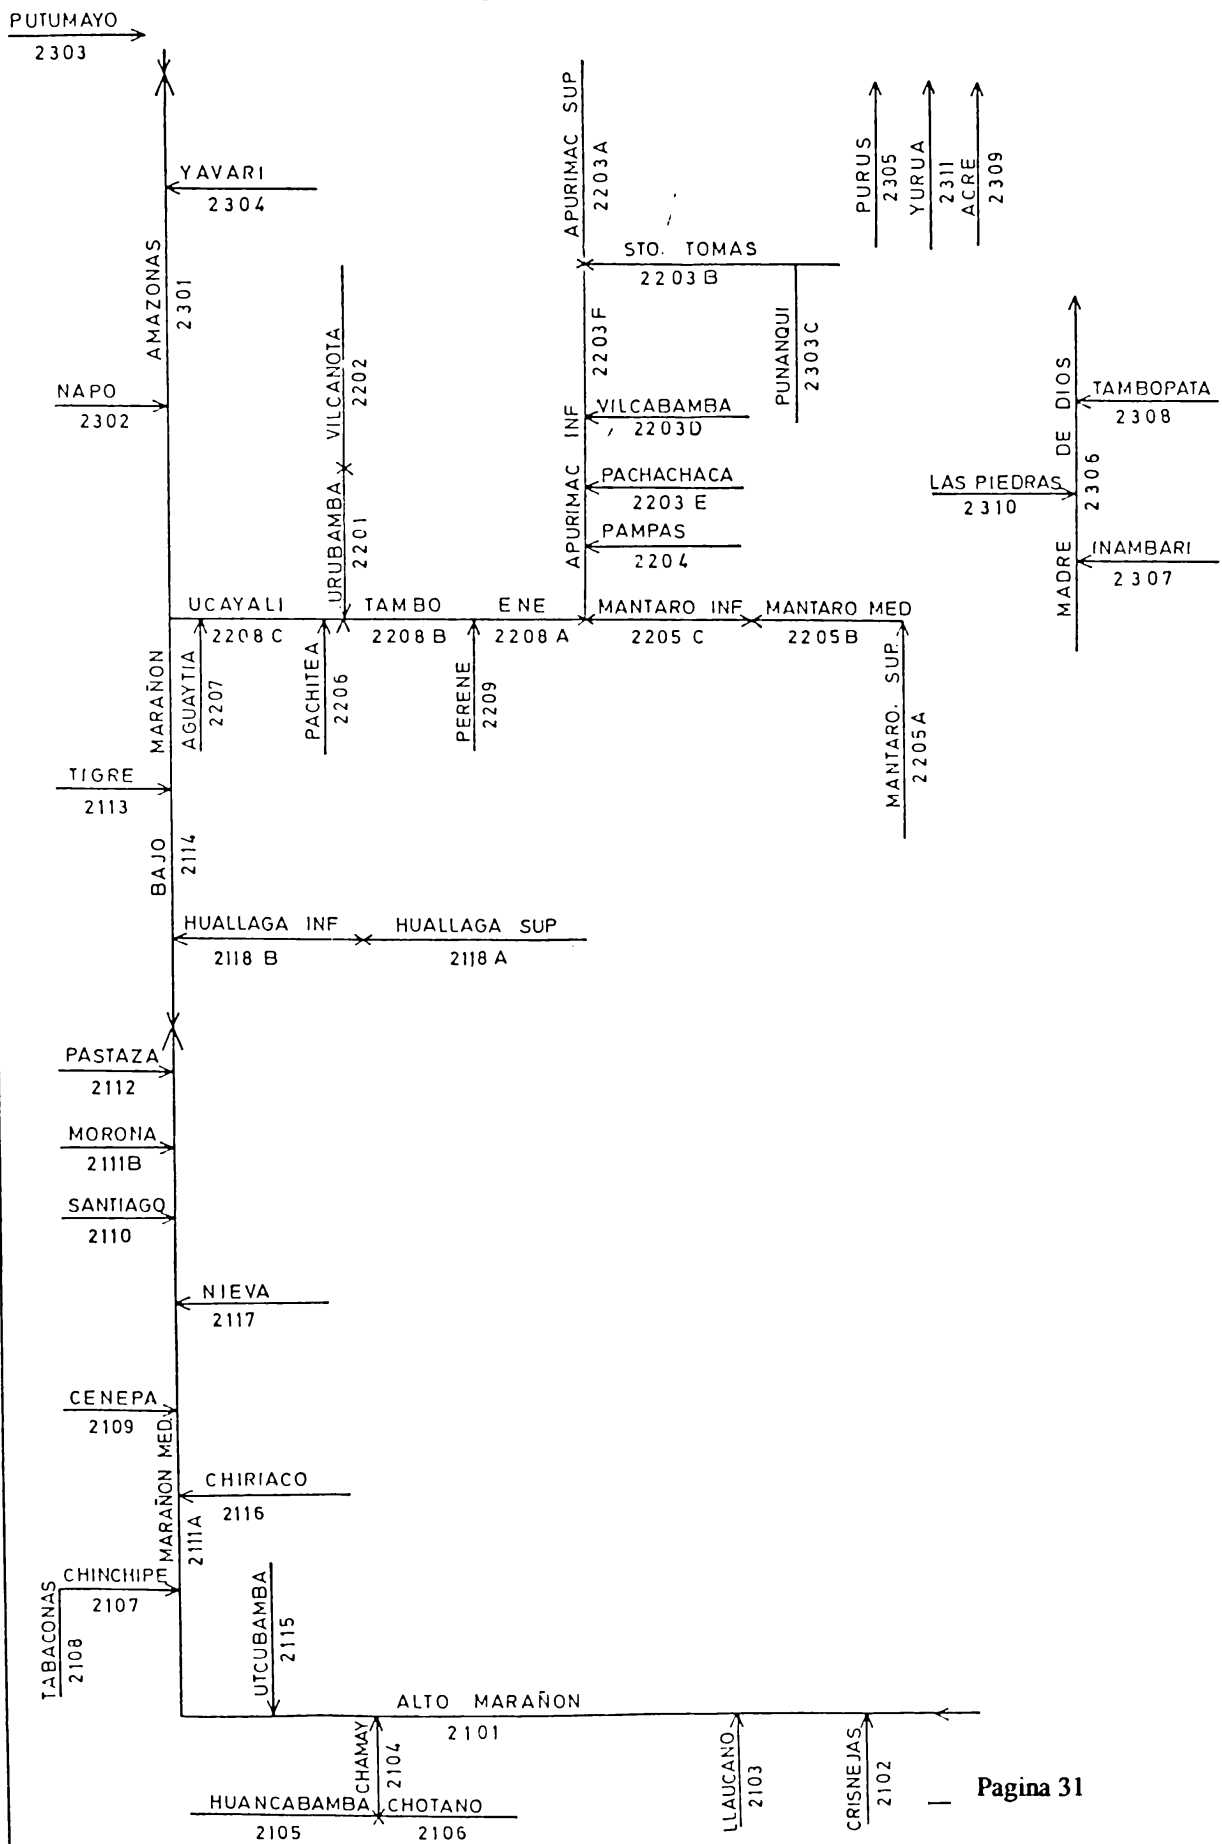 PUTUMAYO
2303
YAVARI
2304
AMAZONAS
2301
NAPO
2302
VILCANOTA
2202
URUBAMBA
2201
APURIMAC SUP
2203A
STO. TOMAS
2203B
PUNANQUI
2303C
2203F
APURIMAC INF
VILCABAMBA
2203D
PACHACHACA
2203 E
PAMPAS
2204
PURUS
2305
YURUA
2311
ACRE
2309
MADRE DE DIOS
2306
TAMBOPATA
2308
LAS PIEDRAS
2310
INAMBARI
2307
UCAYALI
2208 C
TAMBO
2208 B
ENE
2208 A
MANTARO INF
2205 C
MANTARO MED
2205B
MANTARO. SUP.
2205A
AGUAYTIA
2207
PACHITEA
2206
PERENE
2209
BAJO MARAÑON
2114
TIGRE
2113
HUALLAGA INF
2118 B
HUALLAGA SUP
2118 A
PASTAZA
2112
MORONA
2111B
SANTIAGO
2110
NIEVA
2117
CENEPA
2109
MARAÑON MED.
2111A
CHIRIACO
2116
CHINCHIPE
2107
TABACONAS
2108
UTCUBAMBA
2115
ALTO MARAÑON
2101
CHAMAY
2104
HUANCABAMBA
2105
CHOTANO
2106
LLAUCANO
2103
CRISNEJAS
2102
Pagina 31